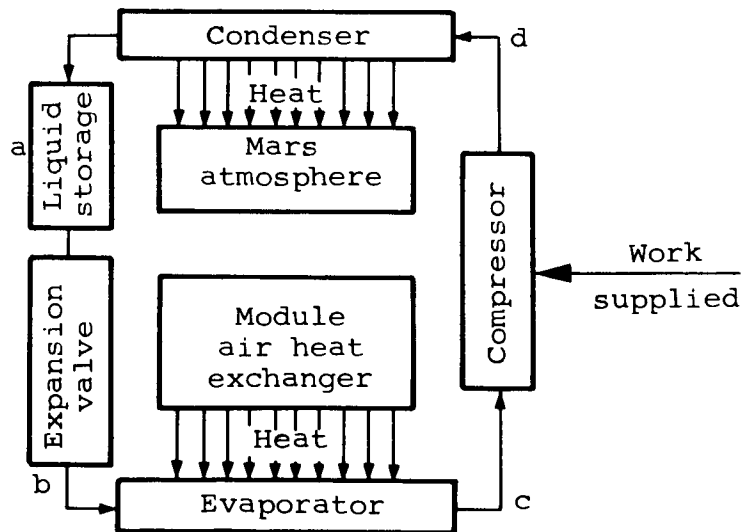 Condenser
d
Heat
Mars
atmosphere
a
Liquid
storage
Compressor
Work
supplied
Expansion
valve
Module
air heat
exchanger
Heat
b
Evaporator
c